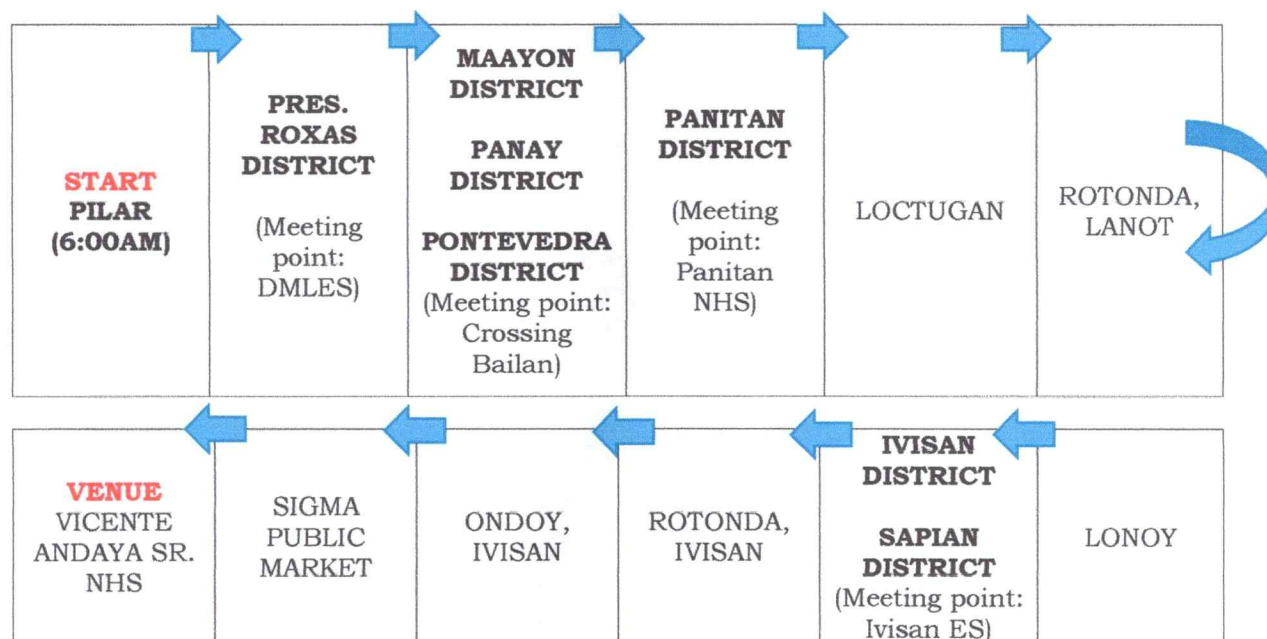 START
PILAR
(6:00AM)
PRES.
ROXAS
DISTRICT
(Meeting
point:
DMLES)
MAAYON
DISTRICT
PANAY
DISTRICT
PONTEVEDRA
DISTRICT
(Meeting point:
Crossing
Bailan)
PANITAN
DISTRICT
(Meeting
point:
Panitan
NHS)
LOCTUGAN
ROTONDA,
LANOT
LONOY
IVISAN
DISTRICT
SAPIAN
DISTRICT
(Meeting point:
Ivisan ES)
ROTONDA,
IVISAN
ONDOY,
IVISAN
SIGMA
PUBLIC
MARKET
VENUE
VICENTE
ANDAYA SR.
NHS